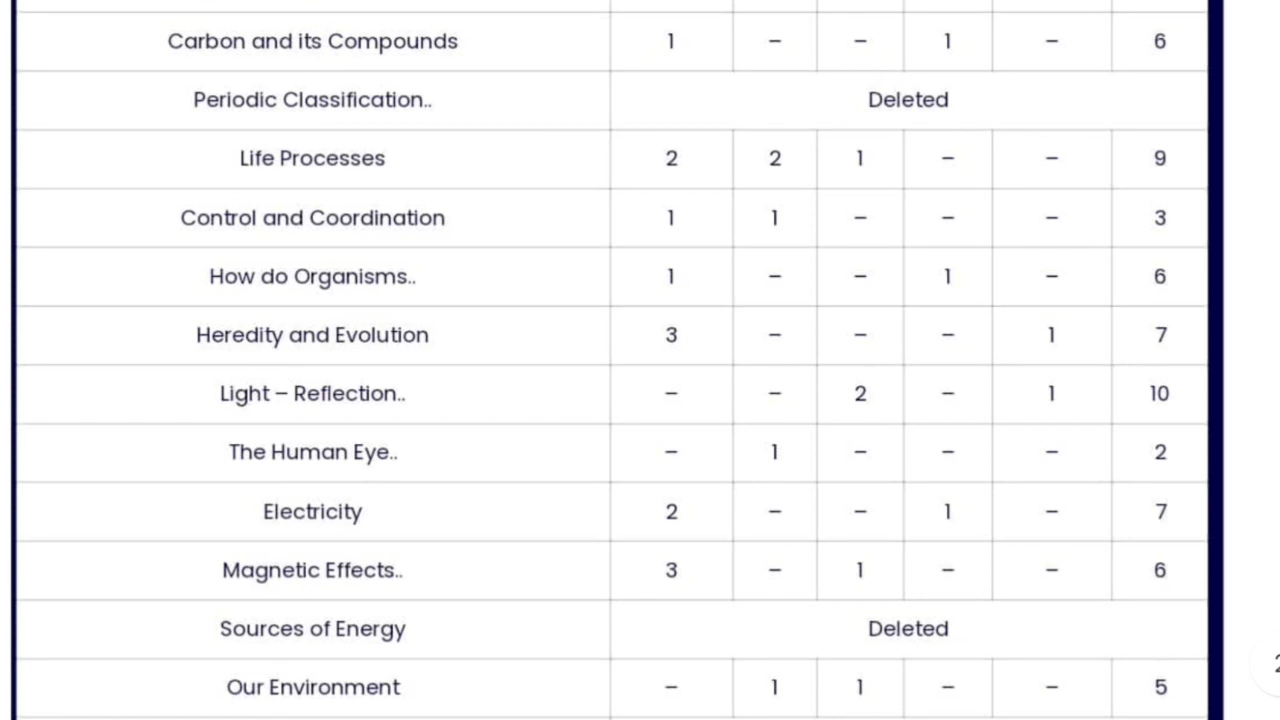 Carbon and its Compounds 1 – – 1 – 6
Periodic Classification.. Deleted
Life Processes 2 2 1 – – 9
Control and Coordination 1 1 – – – 3
How do Organisms.. 1 – – 1 – 6
Heredity and Evolution 3 – – – 1 7
Light – Reflection.. – – 2 – 1 10
The Human Eye.. – 1 – – – 2
Electricity 2 – – 1 – 7
Magnetic Effects.. 3 – 1 – – 6
Sources of Energy Deleted
Our Environment – 1 1 – – 5